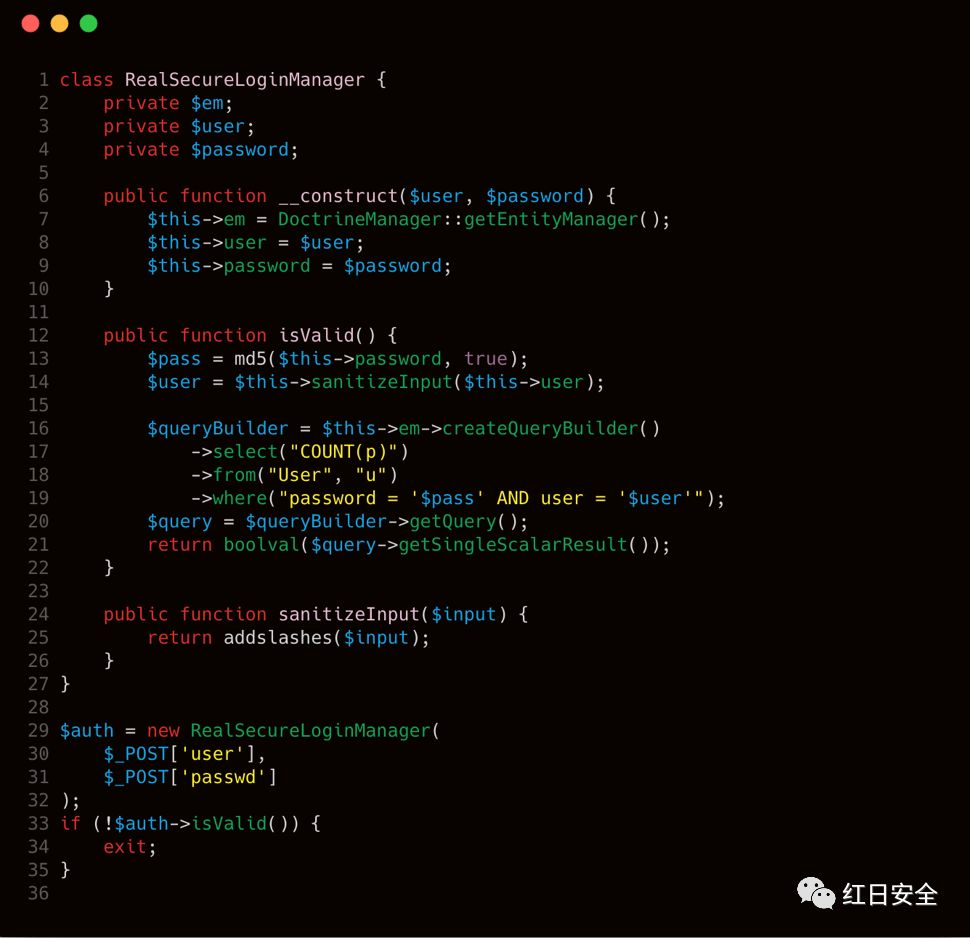 1 class RealSecureLoginManager {
2     private $em;
3     private $user;
4     private $password;
5
6     public function __construct($user, $password) {
7         $this->em = DoctrineManager::getEntityManager();
8         $this->user = $user;
9         $this->password = $password;
10     }
11
12     public function isValid() {
13         $pass = md5($this->password, true);
14         $user = $this->sanitizeInput($this->user);
15
16         $queryBuilder = $this->em->createQueryBuilder()
17             ->select("COUNT(p)")
18             ->from("User", "u")
19             ->where("password = '$pass' AND user = '$user'");
20         $query = $queryBuilder->getQuery();
21         return boolval($query->getSingleScalarResult());
22     }
23
24     public function sanitizeInput($input) {
25         return addslashes($input);
26     }
27 }
28
29 $auth = new RealSecureLoginManager(
30     $_POST['user'],
31     $_POST['passwd']
32 );
33 if (!$auth->isValid()) {
34     exit;
35 }
36
红日安全